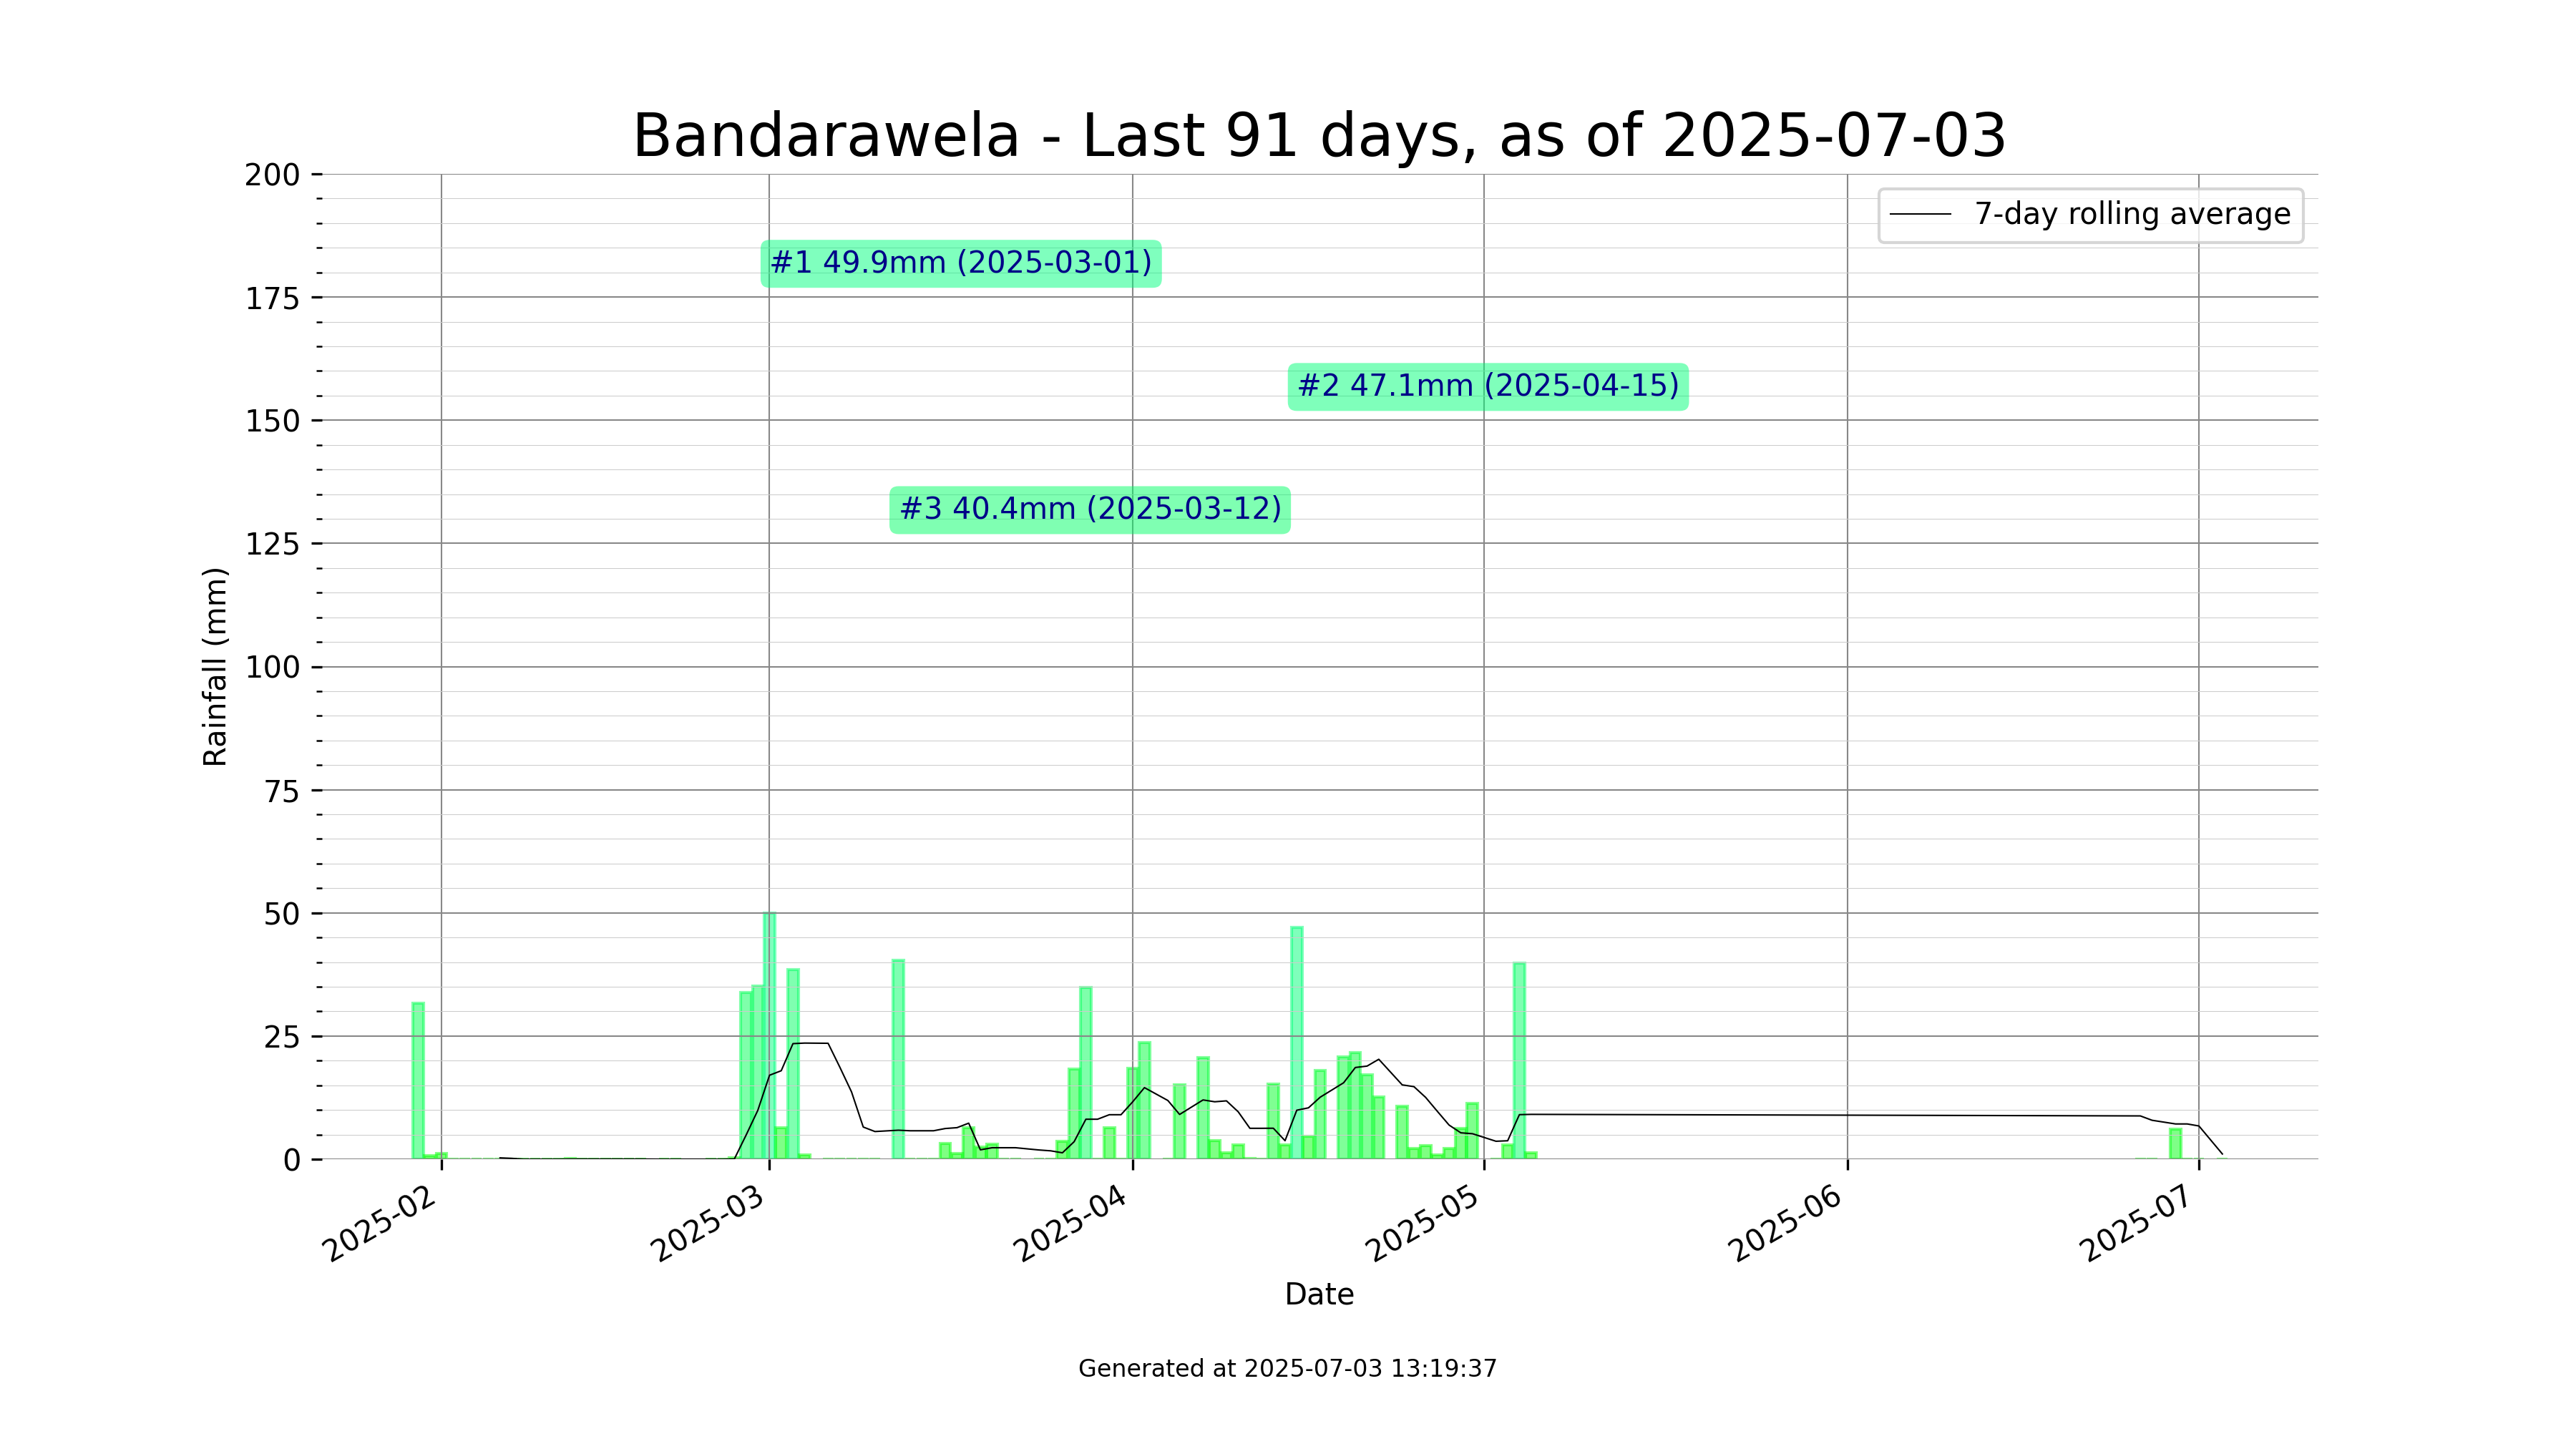 Bandarawela - Last 91 days, as of 2025-07-03
200
175
150
125
100
75
50
25
0
Rainfall (mm)
7-day rolling average
#1 49.9mm (2025-03-01)
#2 47.1mm (2025-04-15)
#3 40.4mm (2025-03-12)
2025-02
2025-03
2025-04
2025-05
2025-06
2025-07
Date
Generated at 2025-07-03 13:19:37